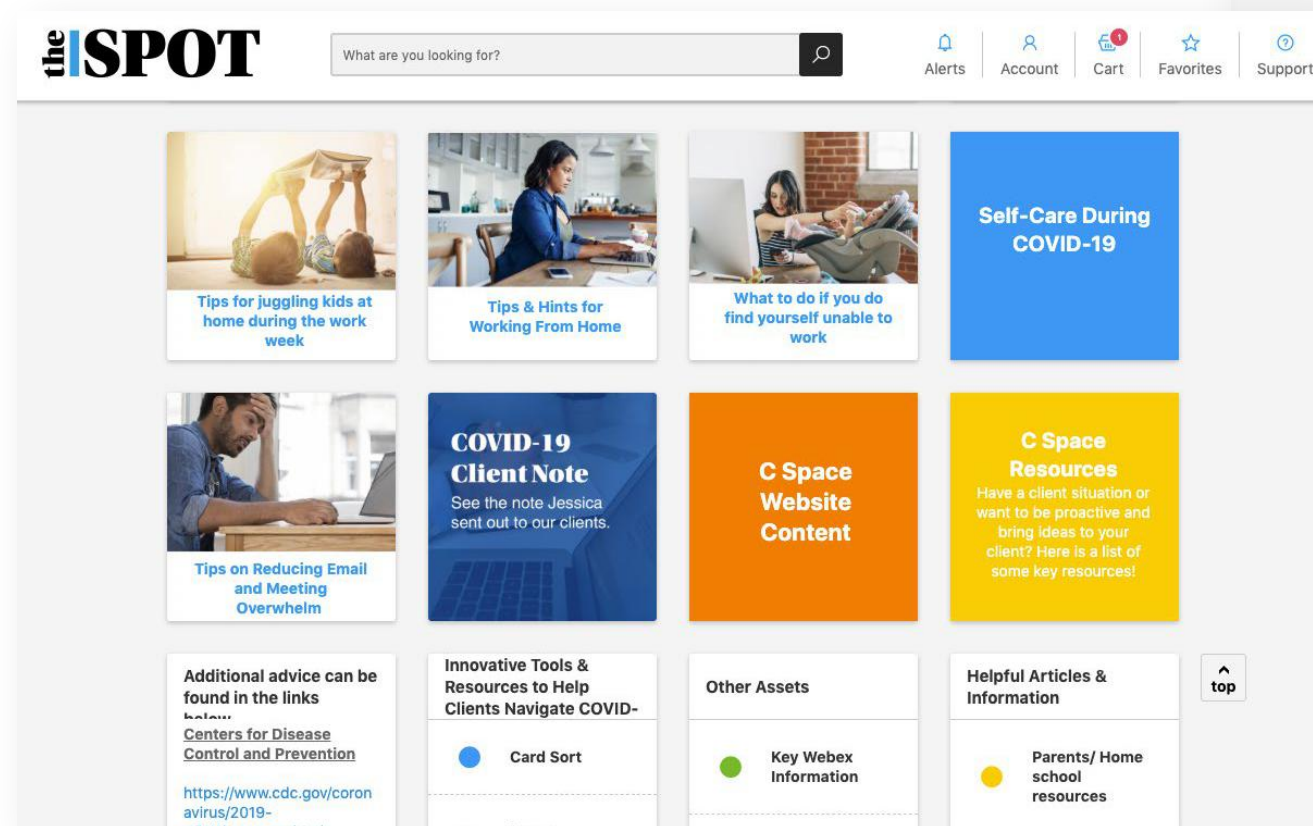 the SPOT
What are you looking for?
Alerts
Account
1
Cart
Favorites
Support
Tips for juggling kids at
home during the work
week
Tips & Hints for
Working From Home
What to do if you do
find yourself unable to
work
Self-Care During
COVID-19
Tips on Reducing Email
and Meeting
Overwhelm
COVID-19
Client Note
See the note Jessica
sent out to our clients.
C Space
Website
Content
C Space
Resources
Have a client situation or
want to be proactive and
bring ideas to your
client? Here is a list of
some key resources!
Additional advice can be
found in the links
below
Centers for Disease
Control and Prevention
https://www.cdc.gov/coron
avirus/2019-
Innovative Tools &
Resources to Help
Clients Navigate COVID-
Card Sort
Other Assets
Key Webex
Information
Helpful Articles &
Information
Parents/ Home
school
resources
top